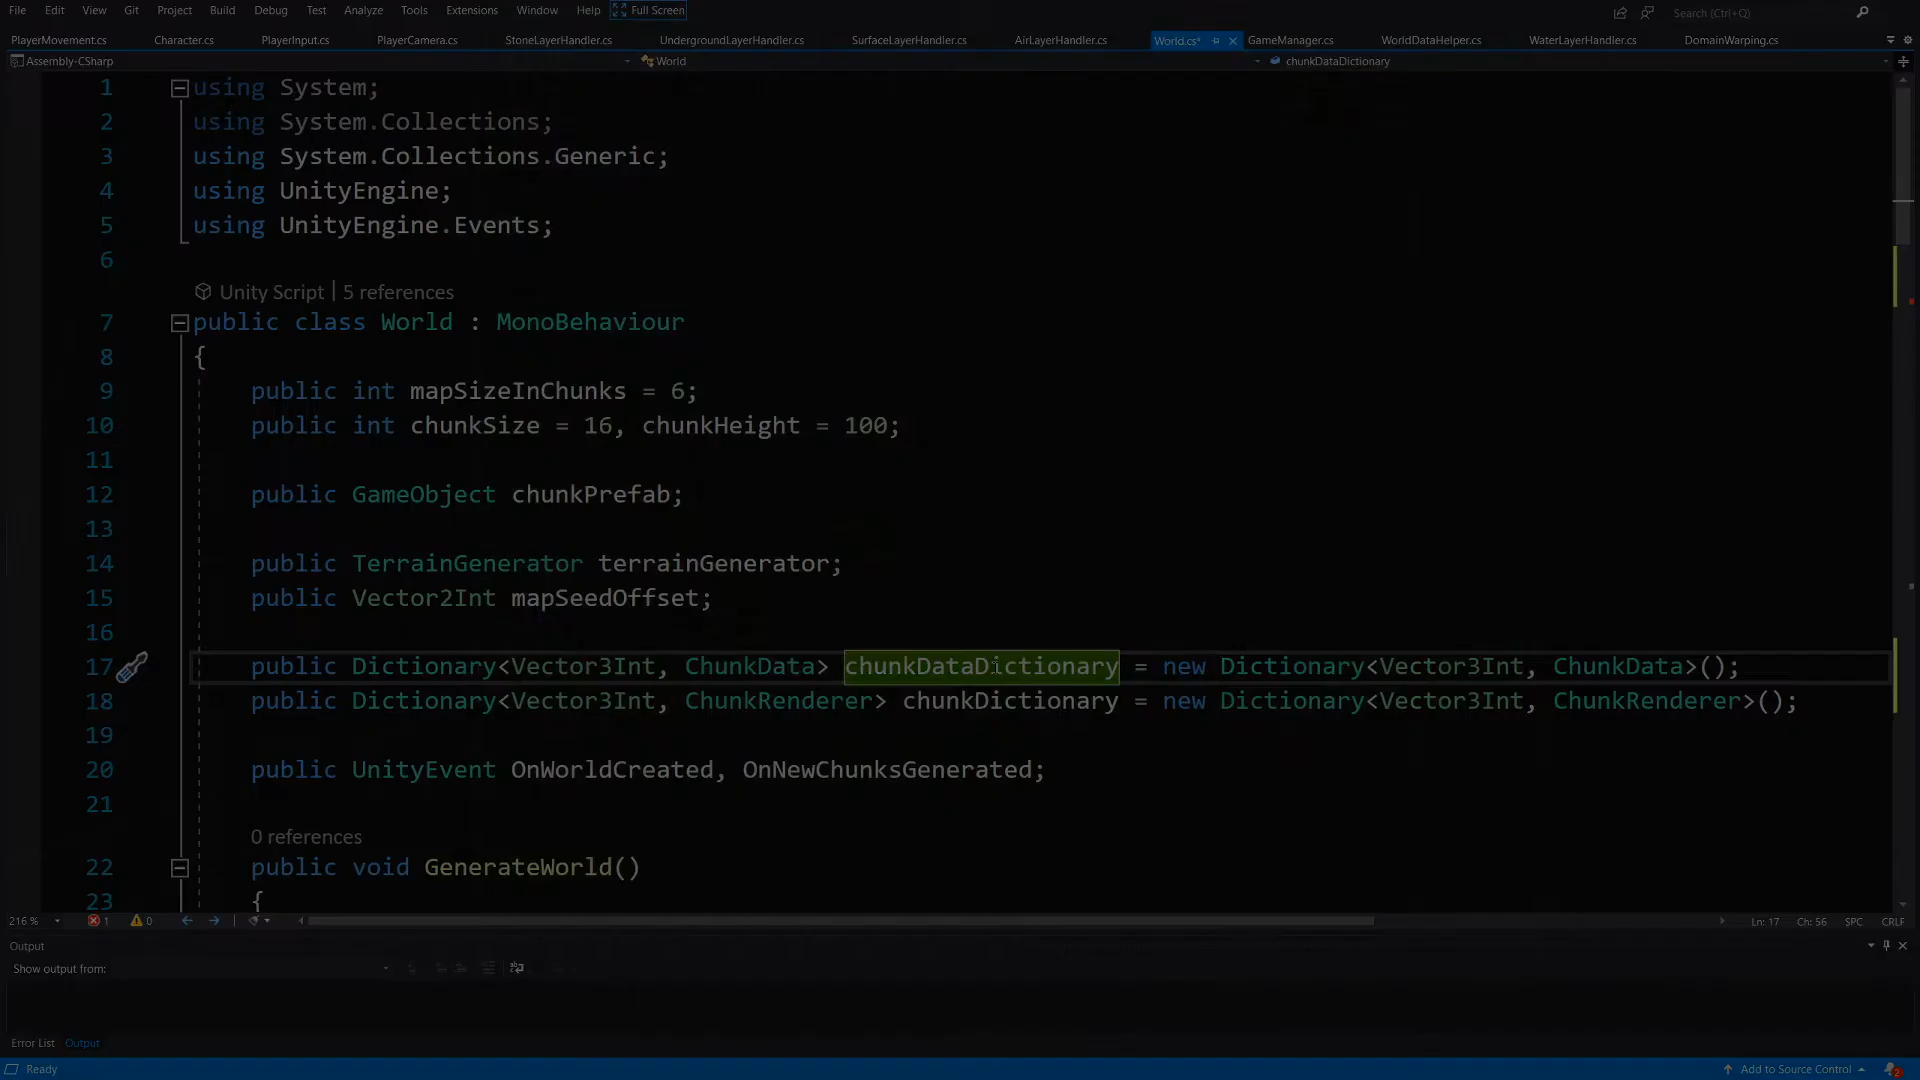 File Edit View Git Project Build Debug Test Analyze Tools Extensions Window Help Full Screen Search (Ctrl+Q)
PlayerMovement.cs Character.cs PlayerInput.cs PlayerCamera.cs StoneLayerHandler.cs UndergroundLayerHandler.cs SurfaceLayerHandler.cs AirLayerHandler.cs World.cs* GameManager.cs WorldDataHelper.cs WaterLayerHandler.cs DomainWarping.cs
Assembly-CSharp World chunkDataDictionary
1 using System;
2 using System.Collections;
3 using System.Collections.Generic;
4 using UnityEngine;
5 using UnityEngine.Events;
6
Unity Script | 5 references
7 public class World : MonoBehaviour
8 {
9 public int mapSizeInChunks = 6;
10 public int chunkSize = 16, chunkHeight = 100;
11
12 public GameObject chunkPrefab;
13
14 public TerrainGenerator terrainGenerator;
15 public Vector2Int mapSeedOffset;
16
17 public Dictionary<Vector3Int, ChunkData> chunkDataDictionary = new Dictionary<Vector3Int, ChunkData>();
18 public Dictionary<Vector3Int, ChunkRenderer> chunkDictionary = new Dictionary<Vector3Int, ChunkRenderer>();
19
20 public UnityEvent OnWorldCreated, OnNewChunksGenerated;
21
0 references
22 public void GenerateWorld()
23 {
216 % 1 0 Ln: 17 Ch: 56 SPC CRLF
Output
Show output from:
Error List Output
Ready Add to Source Control 2